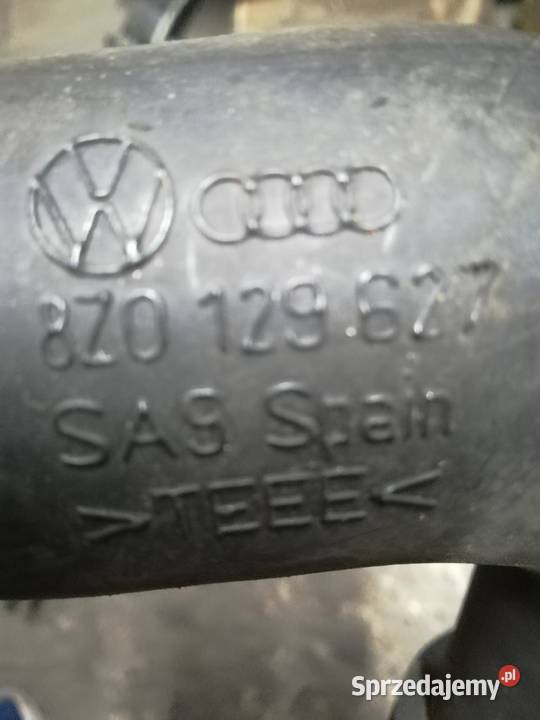 8Z0 129 627
SAS Spain
>TEEE<
Sprzedajemy.pl